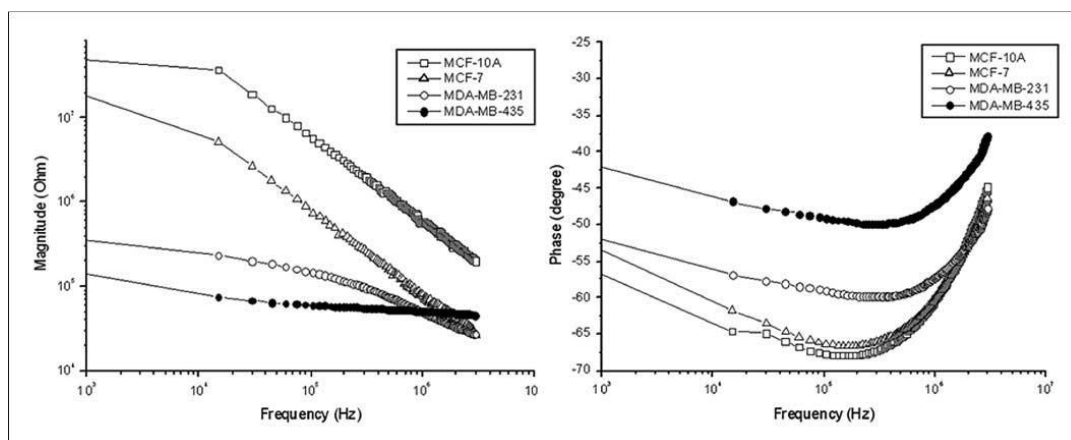 MCF-10A
MCF-7
MDA-MB-231
MDA-MB-435
Magnitude (Ohm)
10⁷
10⁶
10⁵
10⁴
10³
10⁴
10⁵
10⁶
10
Frequency (Hz)
MCF-10A
MCF-7
MDA-MB-231
MDA-MB-435
Phase (degree)
-25
-30
-35
-40
-45
-50
-55
-60
-65
-70
10³
10⁴
10⁵
10⁶
10⁷
Frequency (Hz)